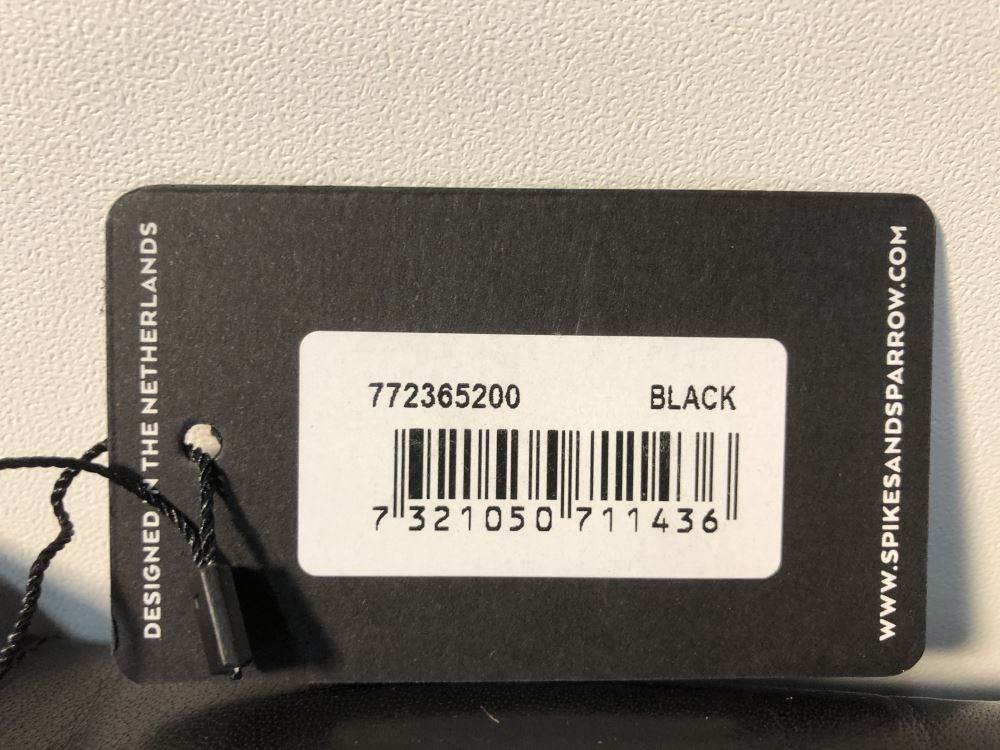 DESIGNED IN THE NETHERLANDS
772365200 BLACK
7 321050 711436
WWW.SPIKESANDSPARROW.COM